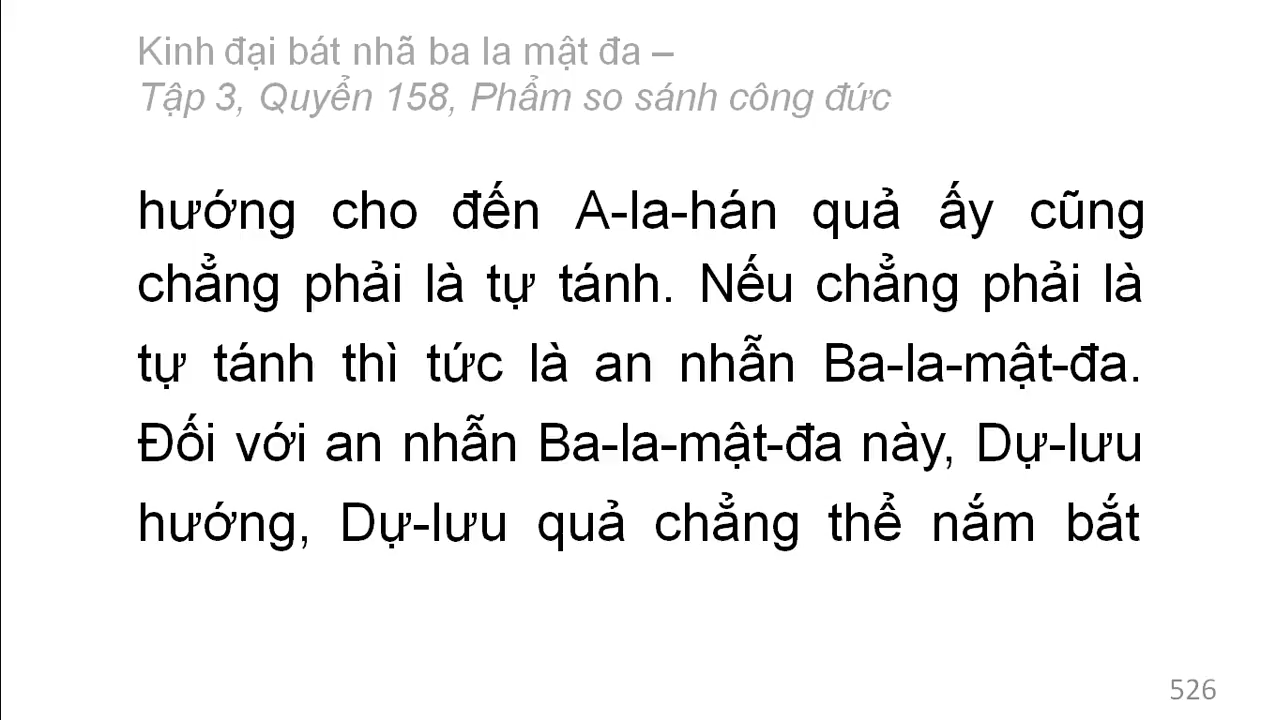 Kinh đại bát nhã ba la mật đa –
Tập 3, Quyển 158, Phẩm so sánh công đức
hướng cho đến A-la-hán quả ấy cũng
chẳng phải là tự tánh. Nếu chẳng phải là
tự tánh thì tức là an nhẫn Ba-la-mật-đa.
Đối với an nhẫn Ba-la-mật-đa này, Dự-lưu
hướng, Dự-lưu quả chẳng thể nắm bắt
526